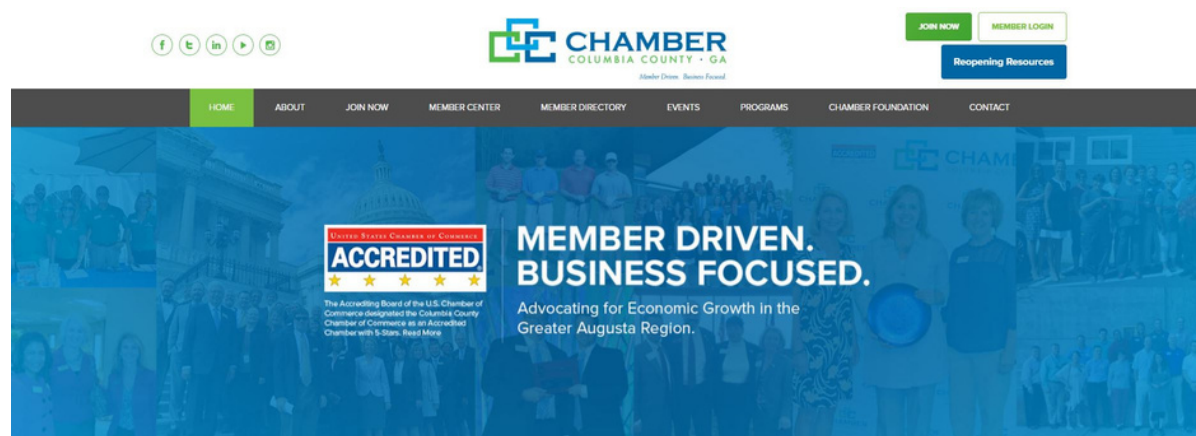 CHAMBER
COLUMBIA COUNTY · GA
Member Driven. Business Focused.
JOIN NOW
MEMBER LOGIN
Reopening Resources
HOME
ABOUT
JOIN NOW
MEMBER CENTER
MEMBER DIRECTORY
EVENTS
PROGRAMS
CHAMBER FOUNDATION
CONTACT
UNITED STATES CHAMBER OF COMMERCE
ACCREDITED
The Accrediting Board of the U.S. Chamber of
Commerce designated the Columbia County
Chamber of Commerce as an Accredited
Chamber with 5-Stars. Read More
MEMBER DRIVEN.
BUSINESS FOCUSED.
Advocating for Economic Growth in the
Greater Augusta Region.
CHAM